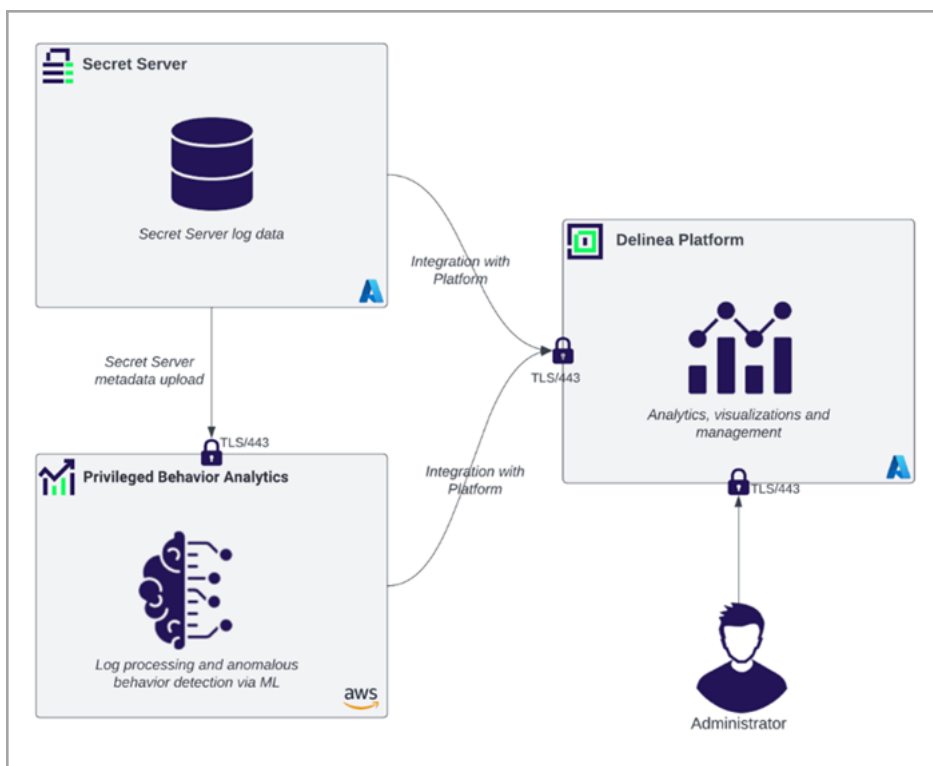 Secret Server
Secret Server log data
Integration with
Platform
Delinea Platform
TLS/443
Analytics, visualizations and
management
Secret Server
metadata upload
TLS/443
Privileged Behavior Analytics
Integration with
Platform
TLS/443
Log processing and anomalous
behavior detection via ML
aws
Administrator